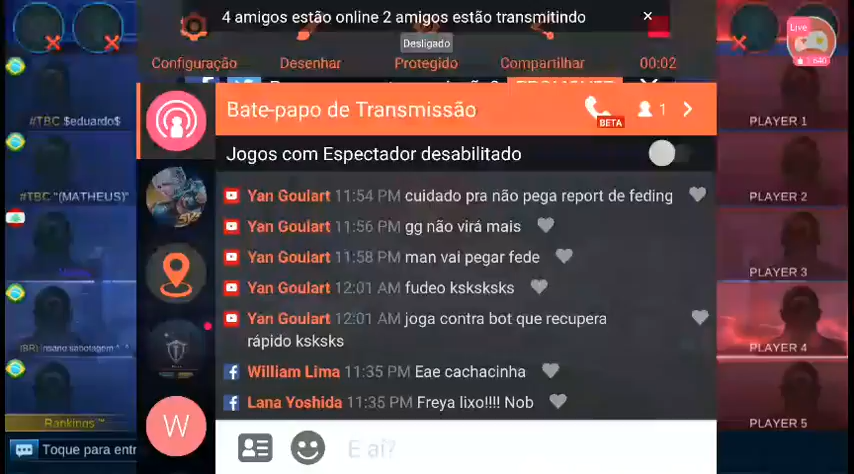 4 amigos estão online 2 amigos estão transmitindo
×
Live
1.640
Desligado
Configuração
Desenhar
Protegido
Compartilhar
00:02
Bate-papo de Transmissão
BETA
1
Jogos com Espectador desabilitado
Yan Goulart 11:54 PM cuidado pra não pega report de feding
Yan Goulart 11:56 PM gg não virá mais
Yan Goulart 11:58 PM man vai pegar fede
Yan Goulart 12:01 AM fudeo ksksksks
Yan Goulart 12:01 AM joga contra bot que recupera
rápido ksksks
William Lima 11:35 PM Eae cachacinha
Lana Yoshida 11:35 PM Freya lixo!!!! Nob
E aí?
W
#TBC $eduardo$
#TBC "(MATHEUS)"
Rankings™
Toque para entr
PLAYER 1
PLAYER 2
PLAYER 3
PLAYER 4
PLAYER 5